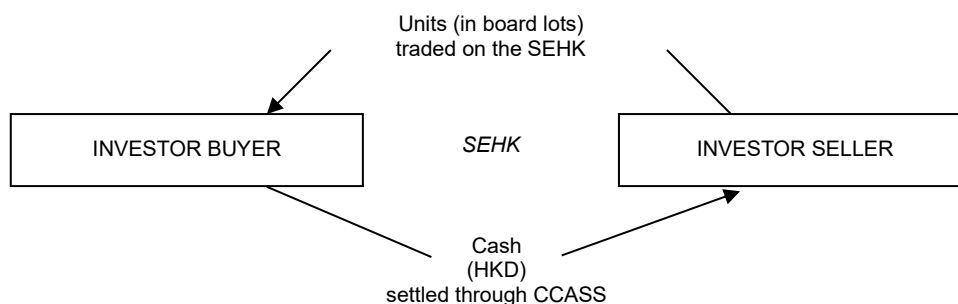 Units (in board lots)
traded on the SEHK
INVESTOR BUYER
SEHK
INVESTOR SELLER
Cash
(HKD)
settled through CCASS